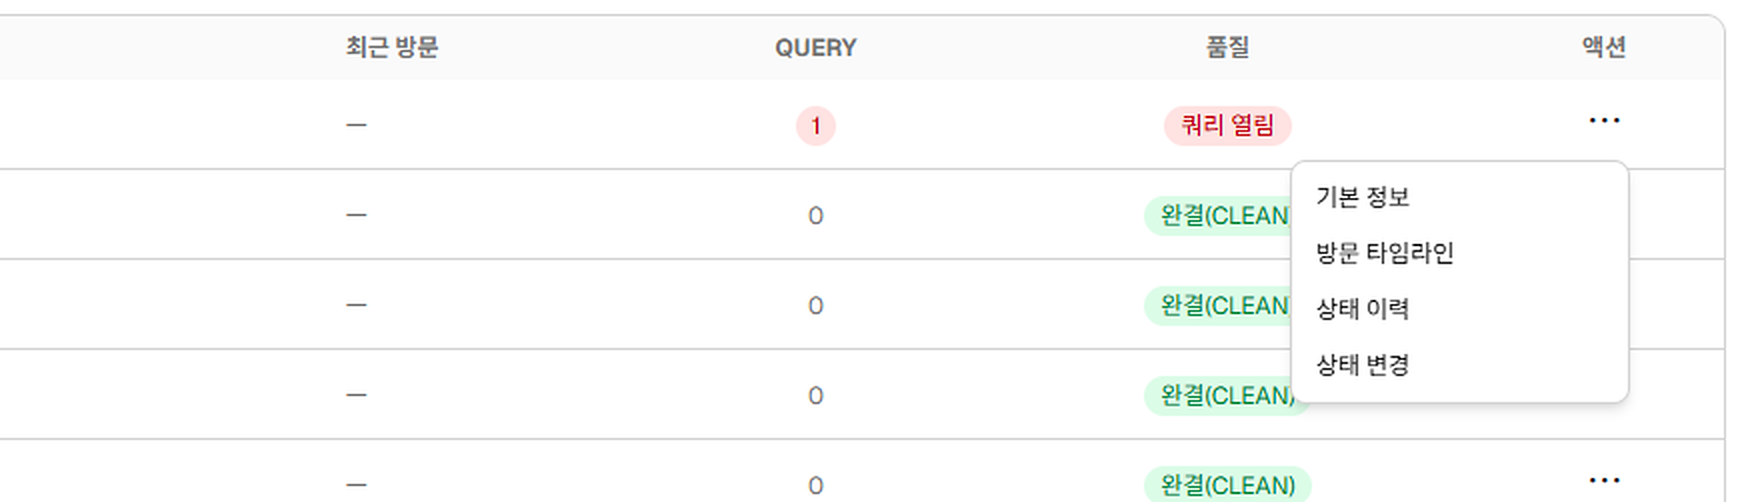 최근 방문 QUERY 품질 액션
— 1 쿼리 열림 ...
기본 정보
— 0 완결(CLEAN)
방문 타임라인
— 0 완결(CLEAN)
상태 이력
상태 변경
— 0 완결(CLEAN)
— 0 완결(CLEAN) ...